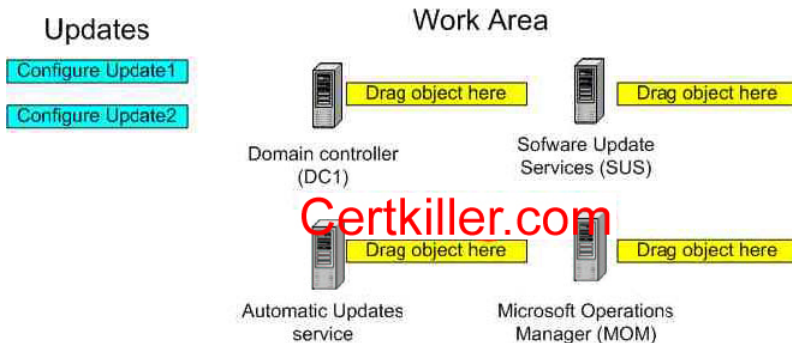 Updates
Work Area
Configure Update1
Configure Update2
Drag object here
Drag object here
Domain controller
(DC1)
Sofware Update
Services (SUS)
Certkiller.com
Drag object here
Drag object here
Automatic Updates
service
Microsoft Operations
Manager (MOM)